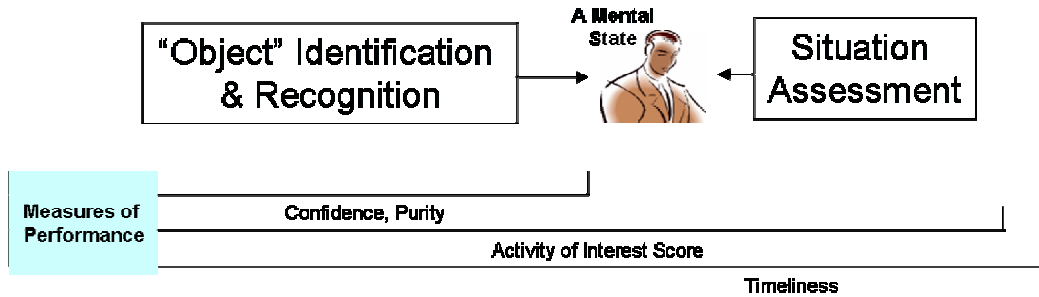 A Mental
State
“Object” Identification
& Recognition
Situation
Assessment
Measures of
Performance
Confidence, Purity
Activity of Interest Score
Timeliness